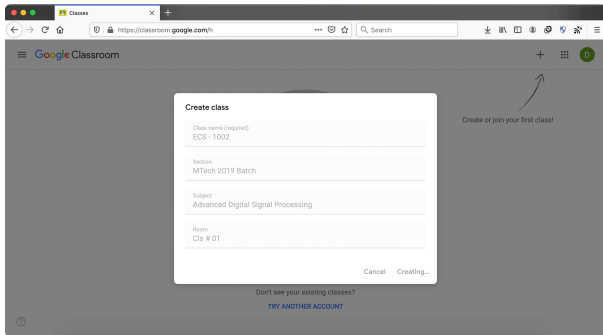 Classes
https://classroom.google.com/h
Search
Google Classroom
D
Create or join your first class!
Create class
Class name (required)
ECS - 1002
Section
MTech 2019 Batch
Subject
Advanced Digital Signal Processing
Room
Cls # 01
Cancel Creating...
Don't see your existing classes?
TRY ANOTHER ACCOUNT